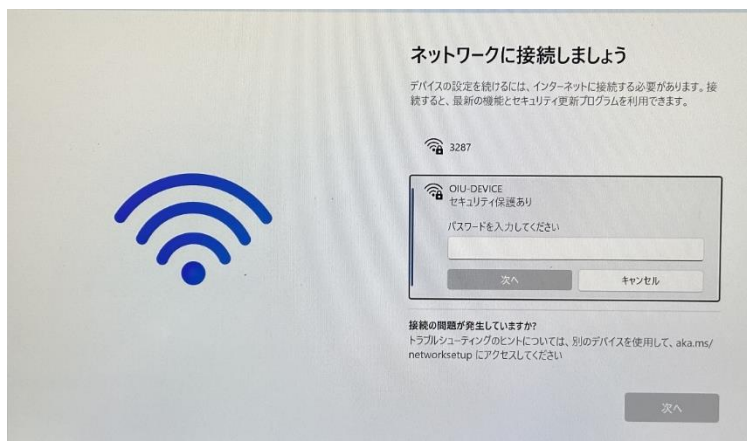 ネットワークに接続しましょう
デバイスの設定を続けるには、インターネットに接続する必要があります。接
続すると、最新の機能とセキュリティ更新プログラムを利用できます。
3287
OIU-DEVICE
セキュリティ保護あり
パスワードを入力してください
次へ
キャンセル
接続の問題が発生していますか?
トラブルシューティングのヒントについては、別のデバイスを使用して、aka.ms/
networksetup にアクセスしてください
次へ